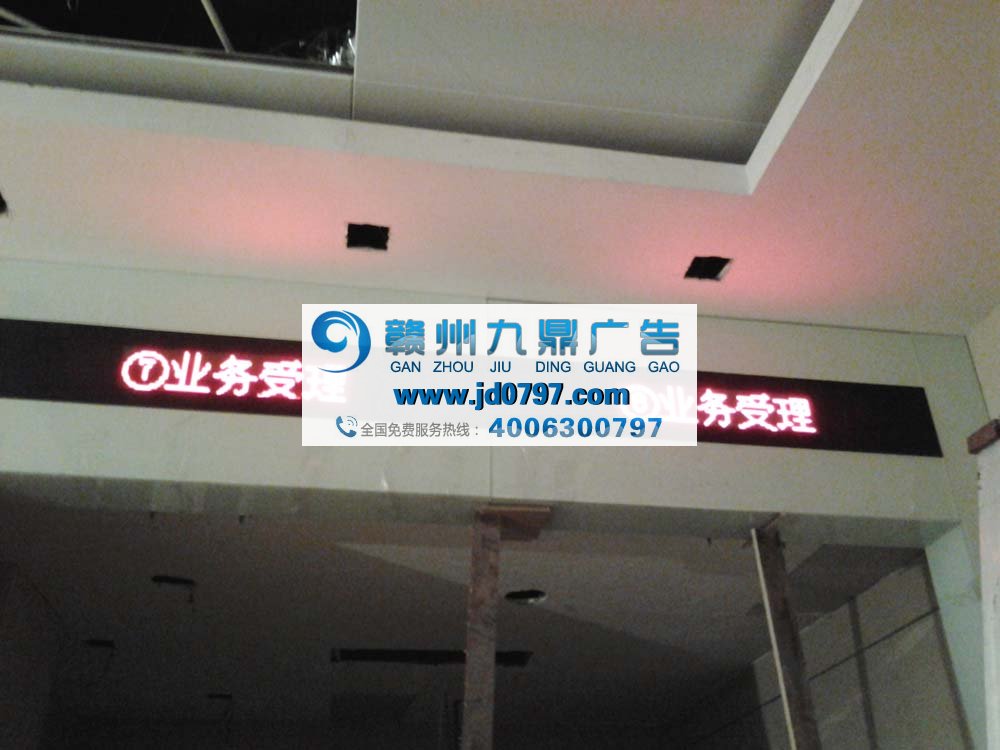 ⑦业务受理
赣州九鼎广告
GAN ZHOU JIU DING GUANG GAO
www.jd0797.com
全国免费服务热线：4006300797
⑧业务受理